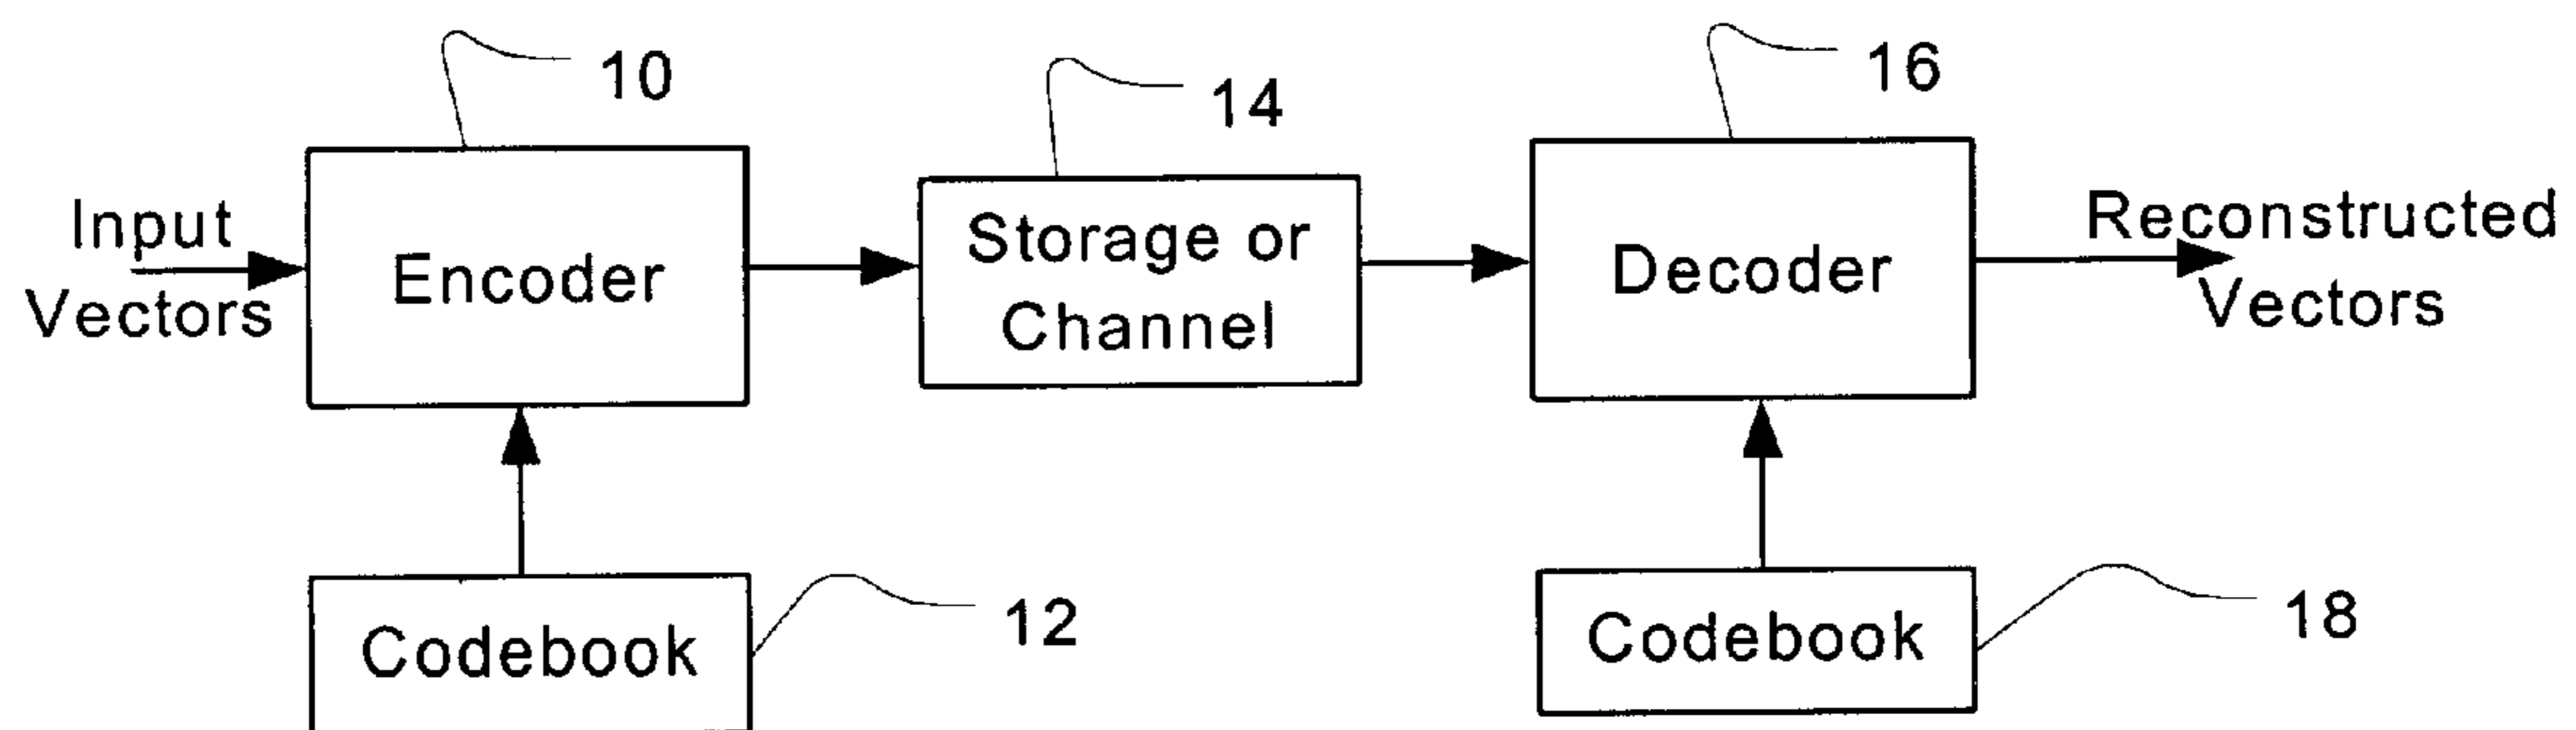 10
14
16
Input
Vectors
Encoder
Storage or
Channel
Decoder
Reconstructed
Vectors
Codebook
12
Codebook
18